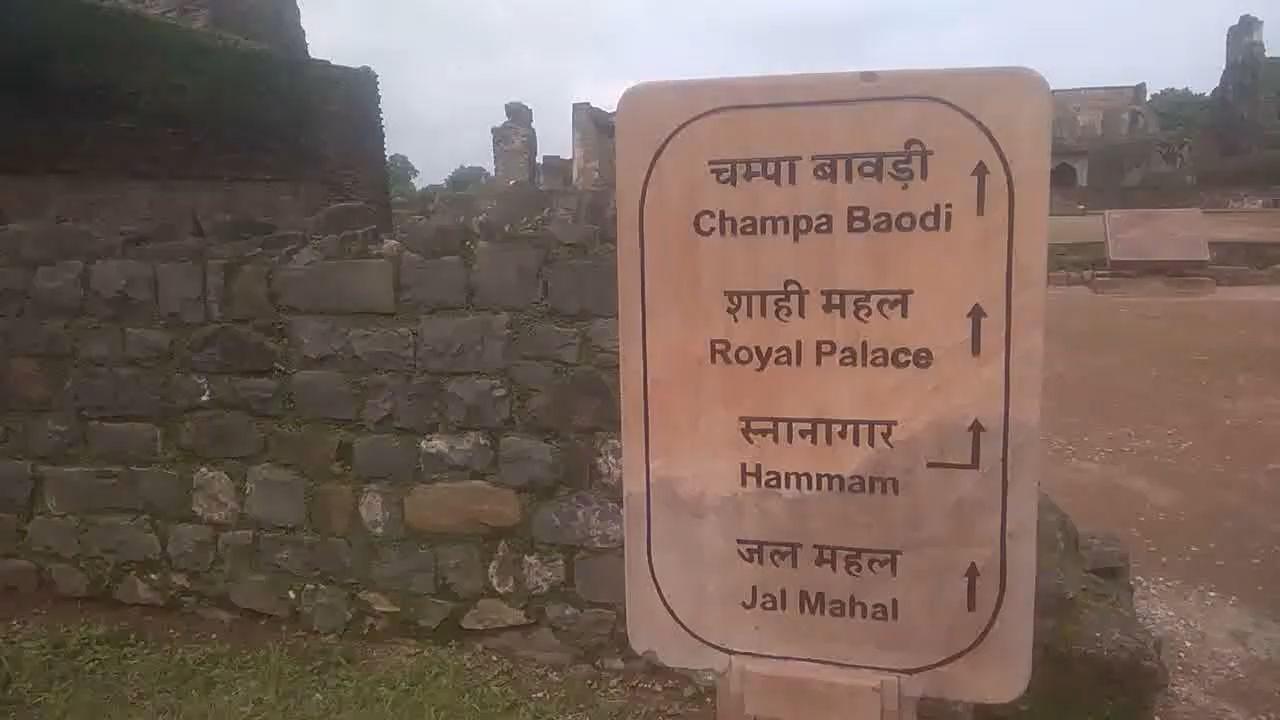 चम्पा बावड़ी
Champa Baodi
शाही महल
Royal Palace
स्नानागार
Hammam
जल महल
Jal Mahal